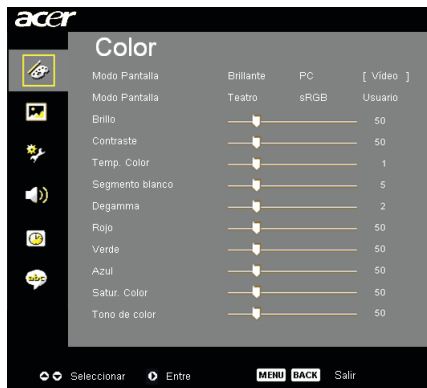 acer
Color
Modo Pantalla Brillante PC [ Vídeo ]
Modo Pantalla Teatro sRGB Usuario
Brillo 50
Contraste 50
Temp. Color 1
Segmento blanco 5
Degamma 2
Rojo 50
Verde 50
Azul 50
Satur. Color 50
Tono de color 50
abc
Seleccionar Entre MENU BACK Salir